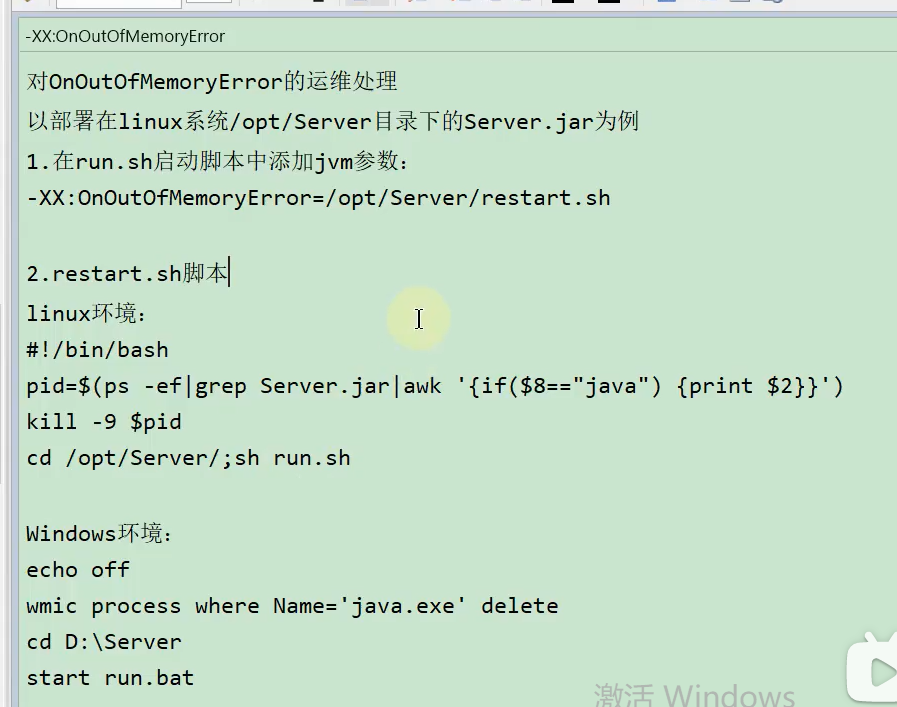 -XX:OnOutOfMemoryError
对OnOutOfMemoryError的运维处理
以部署在linux系统/opt/Server目录下的Server.jar为例
1.在run.sh启动脚本中添加jvm参数：
-XX:OnOutOfMemoryError=/opt/Server/restart.sh
2.restart.sh脚本
linux环境：
#!/bin/bash
pid=$(ps -ef|grep Server.jar|awk '{if($8=="java") {print $2}}')
kill -9 $pid
cd /opt/Server/;sh run.sh
Windows环境：
echo off
wmic process where Name='java.exe' delete
cd D:\Server
start run.bat
激活 Windows